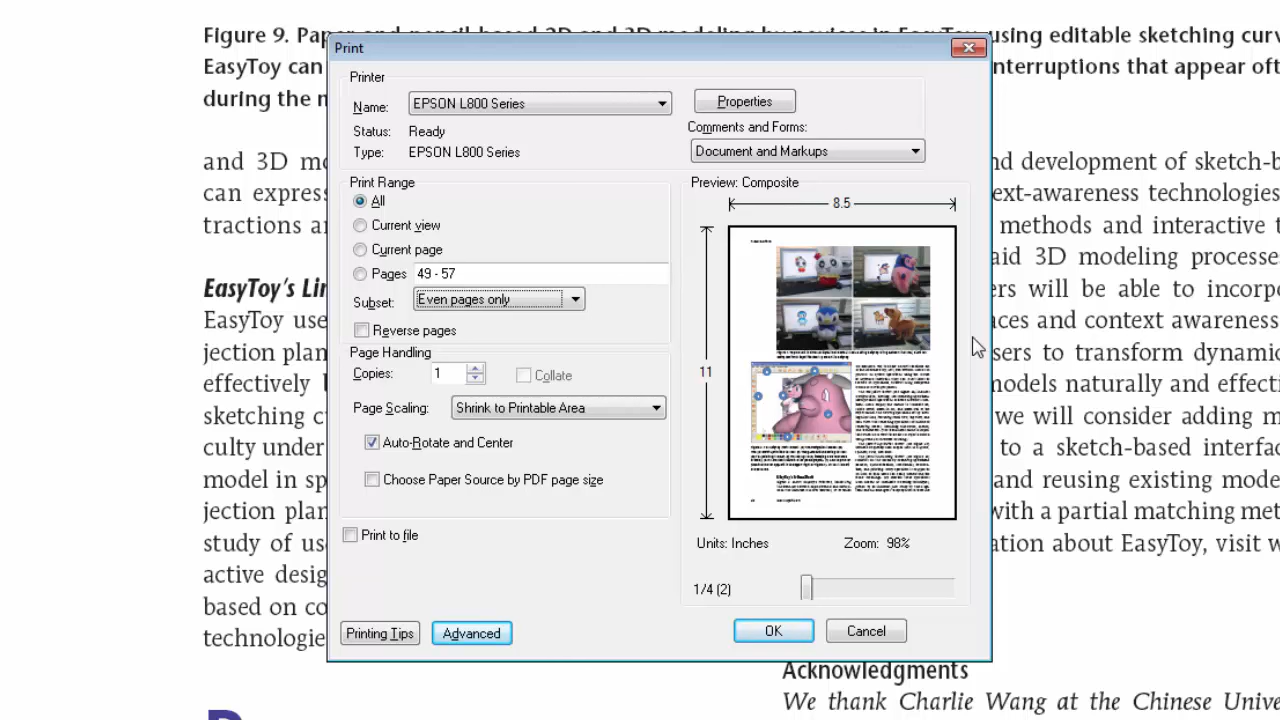 Figure 9. Pap
using editable sketching curv
EasyToy can
nterruptions that appear oft
during the n
Print
Printer
Name: EPSON L800 Series
Properties
Status: Ready
Comments and Forms:
Type: EPSON L800 Series
Document and Markups
Print Range
All
Current view
Current page
Pages 49 - 57
Subset: Even pages only
Reverse pages
Page Handling
Copies: 1 Collate
Page Scaling: Shrink to Printable Area
Auto-Rotate and Center
Choose Paper Source by PDF page size
Print to file
Preview: Composite
8.5
11
Units: Inches Zoom: 98%
1/4 (2)
Printing Tips
Advanced
OK
Cancel
and 3D mo
can expres
tractions a
EasyToy's Lin
EasyToy use
jection plan
effectively
sketching c
culty under
model in sp
jection plan
study of us
active desig
based on co
technologie
nd development of sketch-b
ext-awareness technologies
methods and interactive t
aid 3D modeling processe
ers will be able to incorpo
aces and context awareness
sers to transform dynamic
models naturally and effecti
we will consider adding m
to a sketch-based interfac
and reusing existing mode
with a partial matching met
ation about EasyToy, visit w
Acknowledgments
We thank Charlie Wang at the Chinese Unive